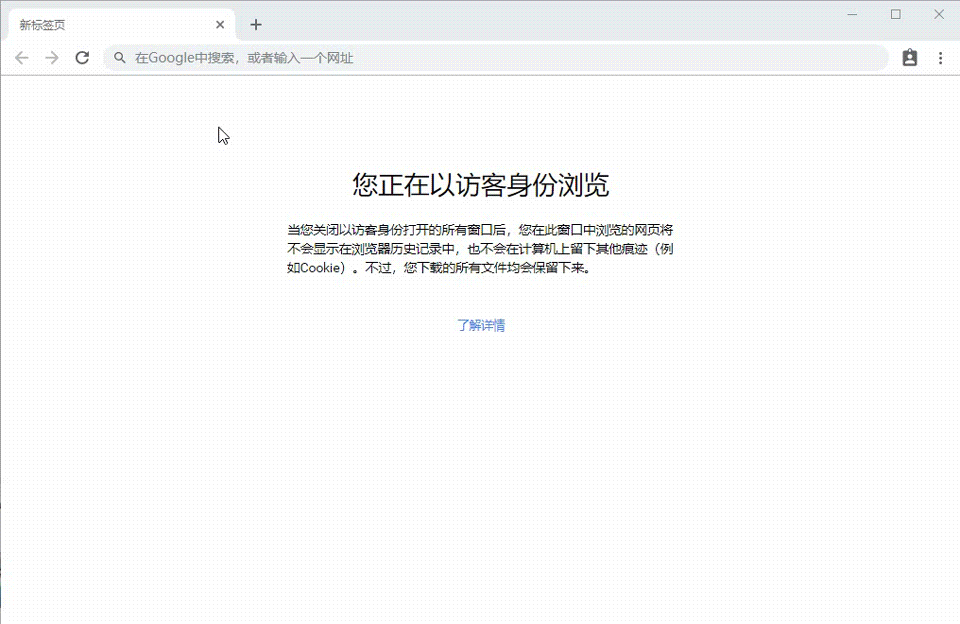 新标签页
在Google中搜索，或者输入一个网址
您正在以访客身份浏览
当您关闭以访客身份打开的所有窗口后，您在此窗口中浏览的网页将
不会显示在浏览器历史记录中，也不会在计算机上留下其他痕迹（例
如Cookie）。不过，您下载的所有文件均会保留下来。
了解详情